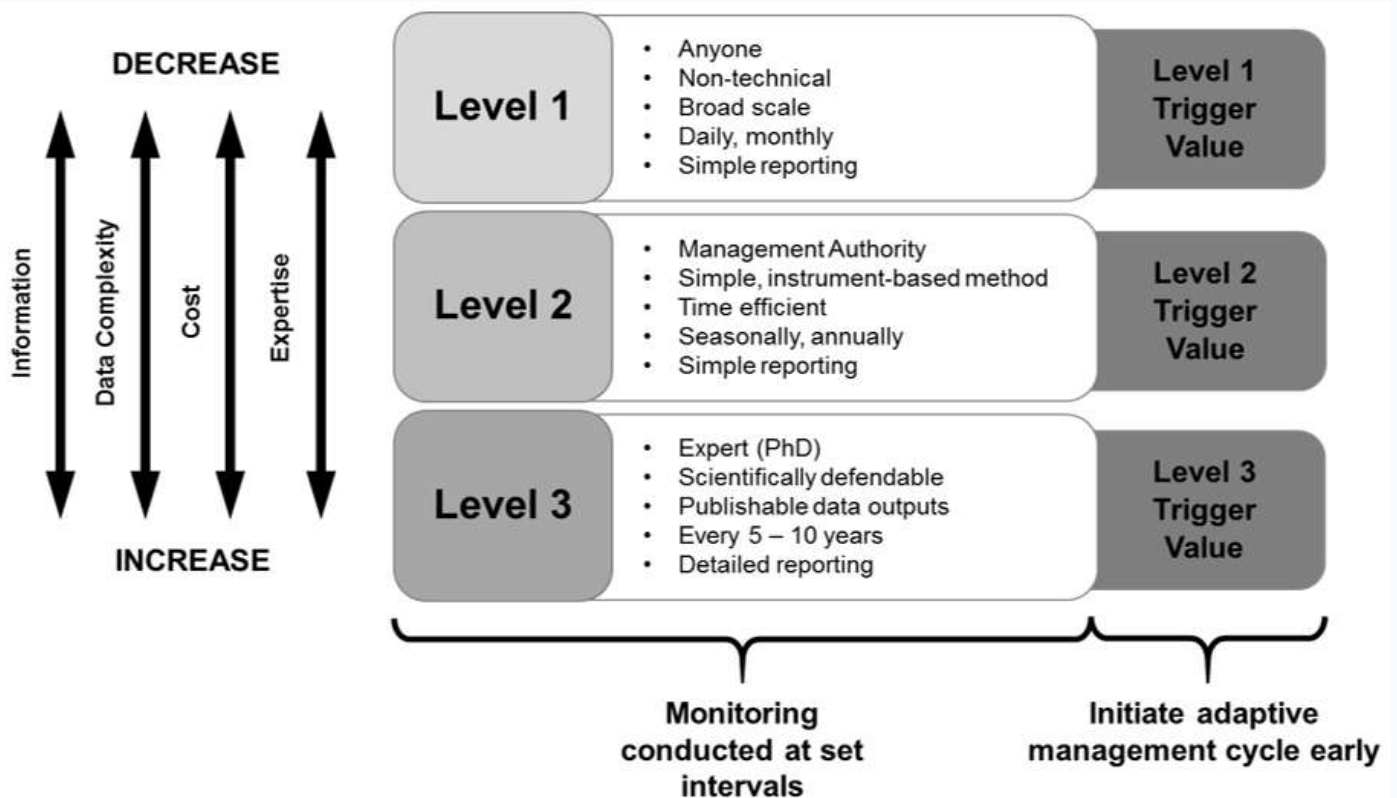 DECREASE
Information
Data Complexity
Cost
Expertise
INCREASE
Level 1
• Anyone
• Non-technical
• Broad scale
• Daily, monthly
• Simple reporting
Level 1
Trigger
Value
Level 2
• Management Authority
• Simple, instrument-based method
• Time efficient
• Seasonally, annually
• Simple reporting
Level 2
Trigger
Value
Level 3
• Expert (PhD)
• Scientifically defendable
• Publishable data outputs
• Every 5 – 10 years
• Detailed reporting
Level 3
Trigger
Value
Monitoring
conducted at set
intervals
Initiate adaptive
management cycle early